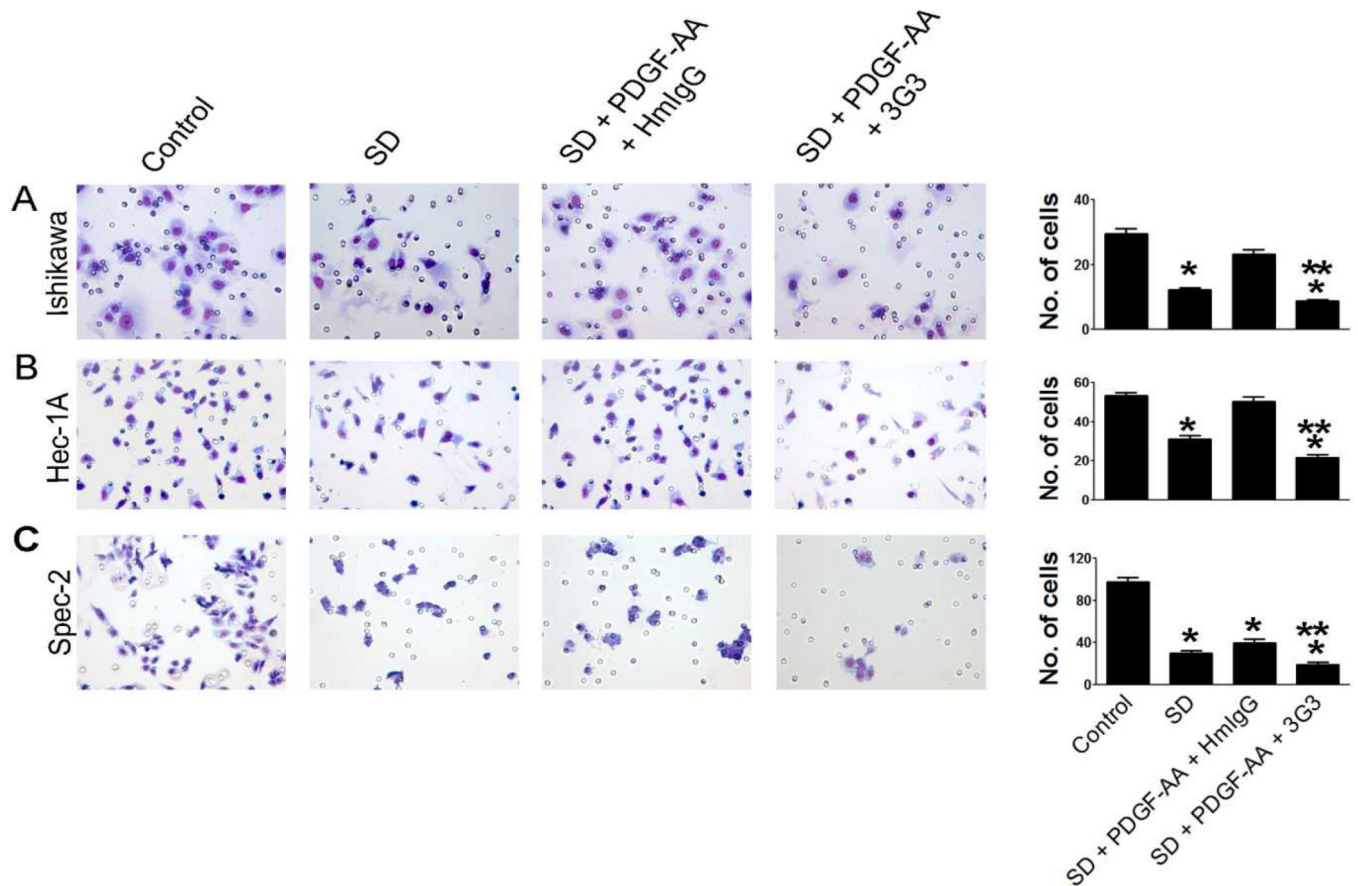 Control
SD
SD + PDGF-AA
+ HmIgG
SD + PDGF-AA
+ 3G3
A
Ishikawa
No. of cells
40
20
0
*
**
*
B
Hec-1A
No. of cells
60
40
20
0
*
**
*
C
Spec-2
No. of cells
120
80
40
0
*
*
**
*
Control
SD
SD + PDGF-AA + HmIgG
SD + PDGF-AA + 3G3